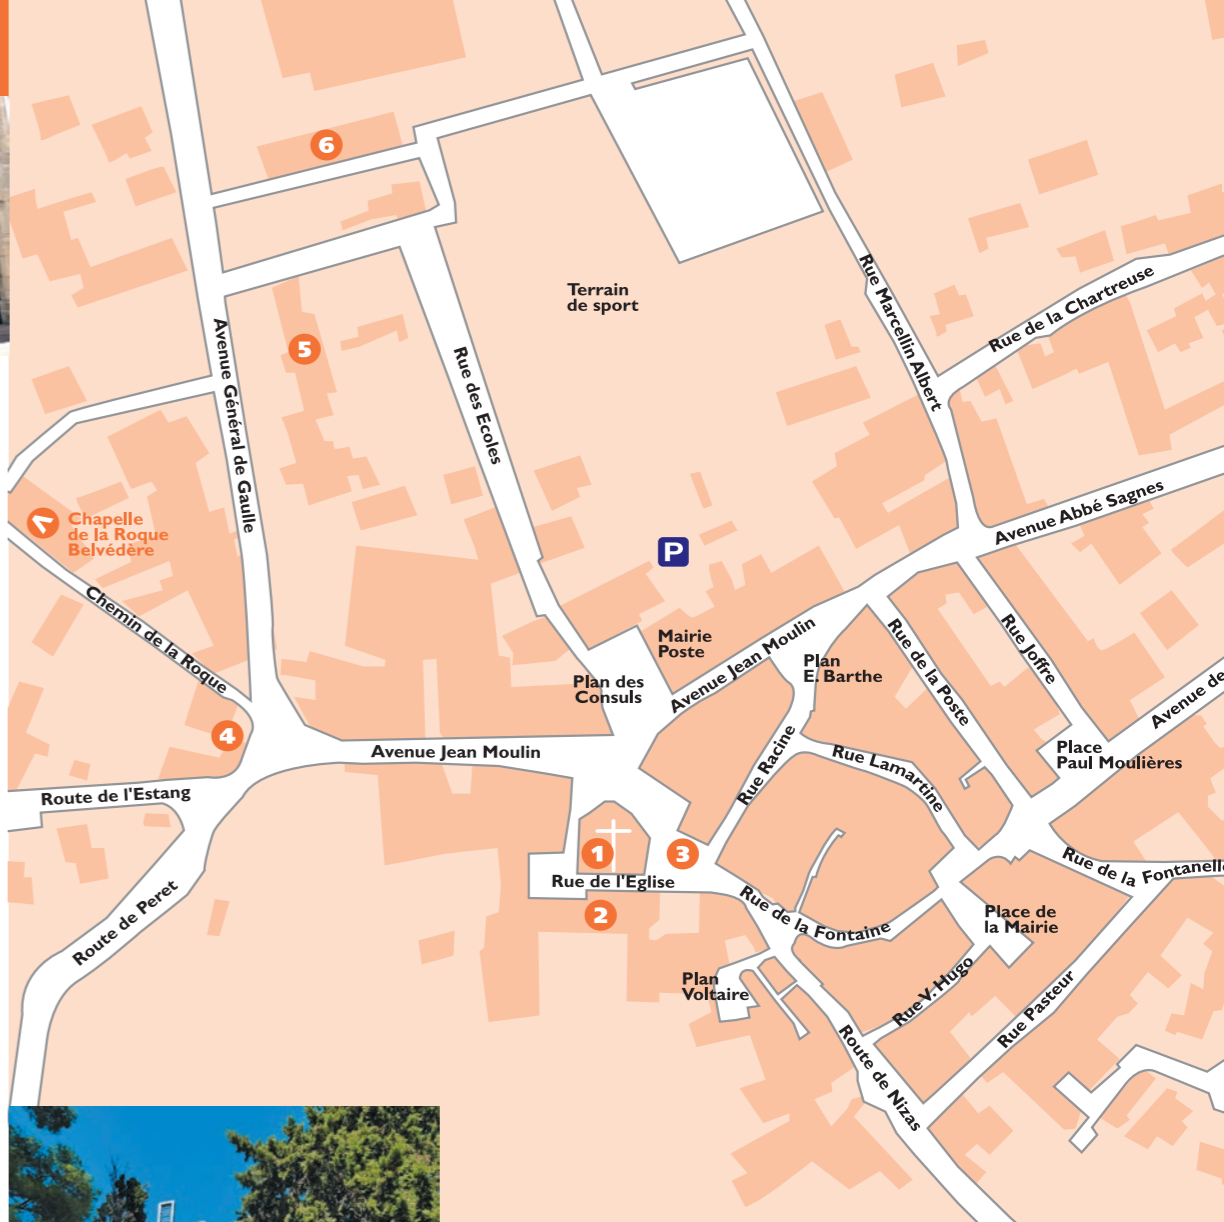 6
Terrain
de sport
Rue Marcellin Albert
Rue de la Chartreuse
5
Avenue Général de Gaulle
Rue des Ecoles
Chapelle
de la Roque
Belvédère
Avenue Abbé Sagnes
P
Chemin de la Roque
Mairie
Poste
Avenue Jean Moulin
Plan
E. Barthe
Rue de la Poste
Rue Joffre
Plan des
Consuls
4
Avenue Jean Moulin
Avenue de
Place
Paul Moulières
Rue Racine
Rue Lamartine
Route de l'Estang
1
3
Rue de l'Eglise
2
Rue de la Fontanelle
Route de Peret
Rue de la Fontaine
Place de
la Mairie
Plan
Voltaire
Rue V. Hugo
Rue Pasteur
Route de Nizas